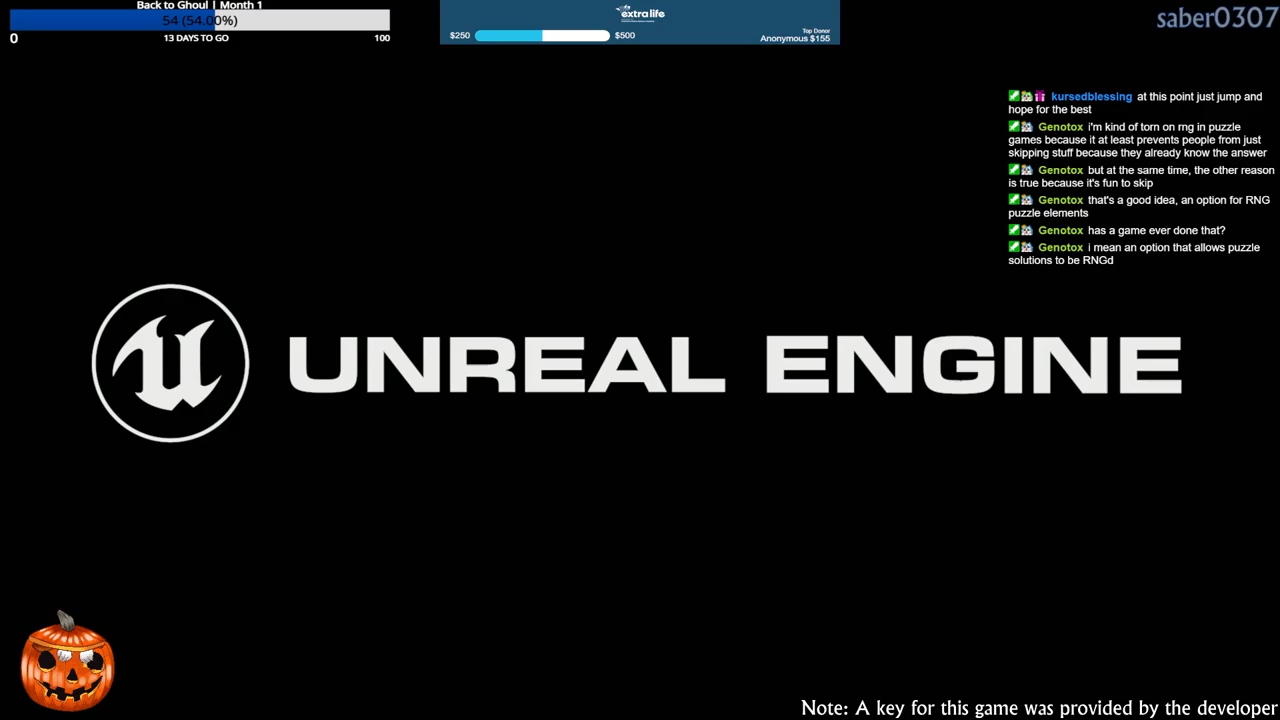 Back to Ghoul | Month 1
54 (54.00%)
0
13 DAYS TO GO
100
extralife
$250
$500
Top Donor
Anonymous $155
saber0307
kursedblessing at this point just jump and
hope for the best
Genotox i'm kind of torn on rng in puzzle
games because it at least prevents people from just
skipping stuff because they already know the answer
Genotox but at the same time, the other reason
is true because it's fun to skip
Genotox that's a good idea, an option for RNG
puzzle elements
Genotox has a game ever done that?
Genotox i mean an option that allows puzzle
solutions to be RNGd
UNREAL ENGINE
Note: A key for this game was provided by the developer